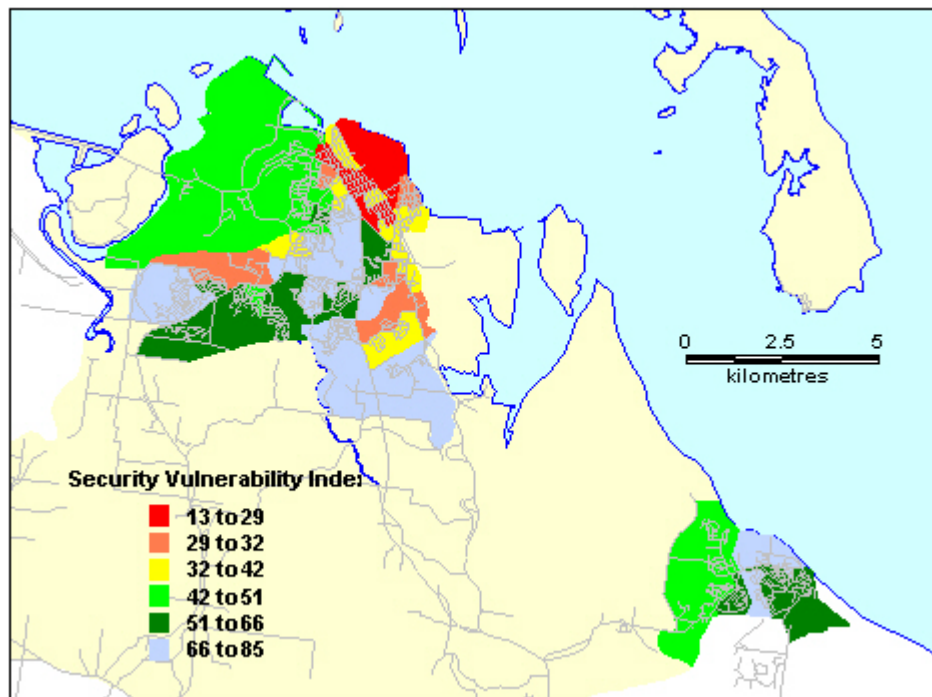 0 2.5 5
kilometres
Security Vulnerability Index
13 to 29
29 to 32
32 to 42
42 to 51
51 to 66
66 to 85